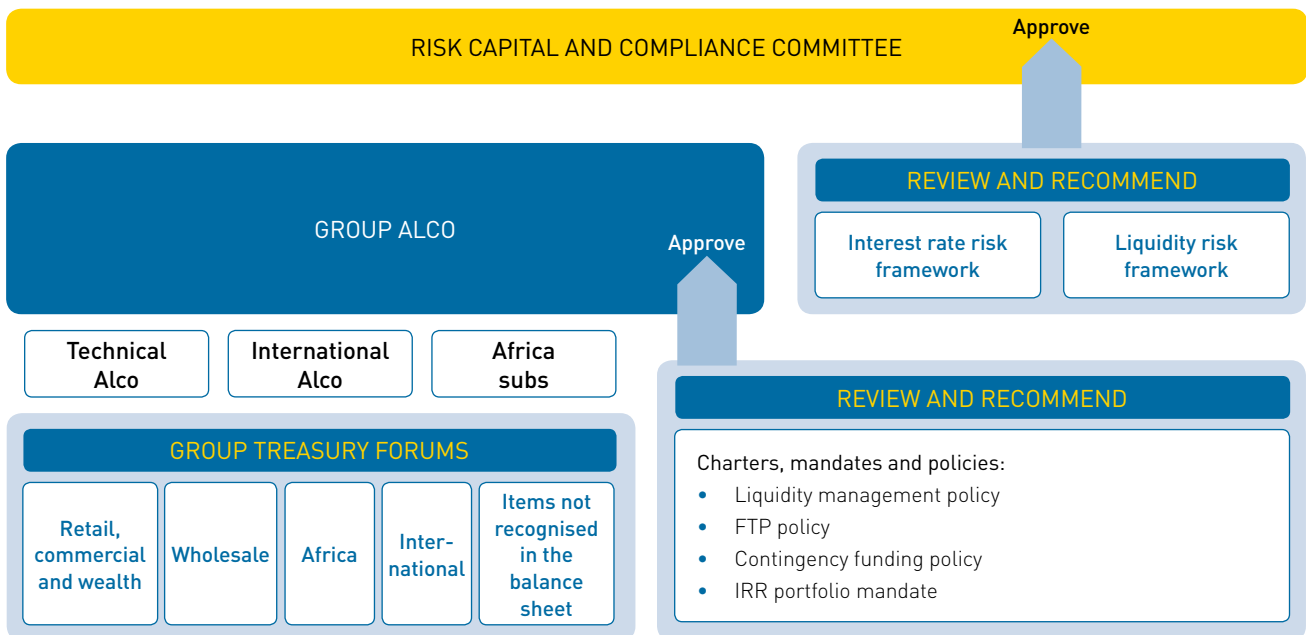 Approve
RISK CAPITAL AND COMPLIANCE COMMITTEE
GROUP ALCO
Approve
REVIEW AND RECOMMEND
Interest rate risk
framework
Liquidity risk
framework
Technical
Alco
International
Alco
Africa
subs
GROUP TREASURY FORUMS
Retail,
commercial
and wealth
Wholesale
Africa
Inter-
national
Items not
recognised
in the
balance
sheet
REVIEW AND RECOMMEND
Charters, mandates and policies:
• Liquidity management policy
• FTP policy
• Contingency funding policy
• IRR portfolio mandate